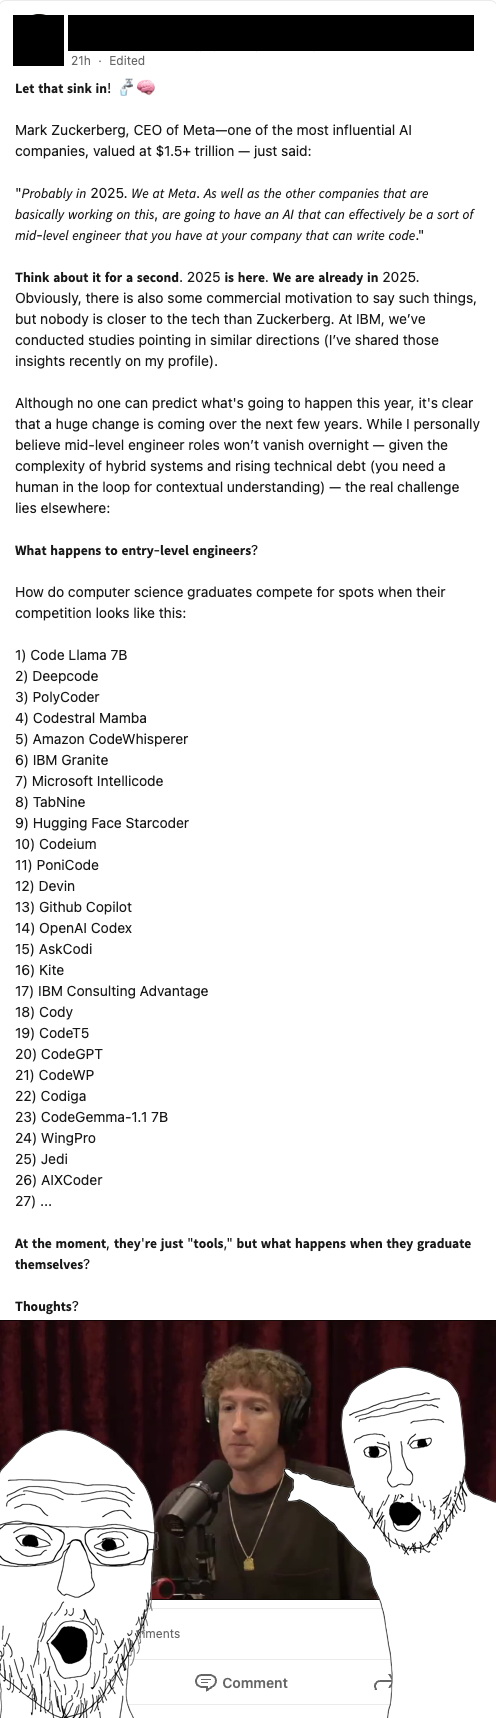 21h · Edited
Let that sink in! 🚰🧠
Mark Zuckerberg, CEO of Meta—one of the most influential AI
companies, valued at $1.5+ trillion — just said:
"Probably in 2025. We at Meta. As well as the other companies that are
basically working on this, are going to have an AI that can effectively be a sort of
mid-level engineer that you have at your company that can write code."
Think about it for a second. 2025 is here. We are already in 2025.
Obviously, there is also some commercial motivation to say such things,
but nobody is closer to the tech than Zuckerberg. At IBM, we've
conducted studies pointing in similar directions (I've shared those
insights recently on my profile).
Although no one can predict what's going to happen this year, it's clear
that a huge change is coming over the next few years. While I personally
believe mid-level engineer roles won't vanish overnight — given the
complexity of hybrid systems and rising technical debt (you need a
human in the loop for contextual understanding) — the real challenge
lies elsewhere:
What happens to entry-level engineers?
How do computer science graduates compete for spots when their
competition looks like this:
1) Code Llama 7B
2) Deepcode
3) PolyCoder
4) Codestral Mamba
5) Amazon CodeWhisperer
6) IBM Granite
7) Microsoft Intellicode
8) TabNine
9) Hugging Face Starcoder
10) Codeium
11) PoniCode
12) Devin
13) Github Copilot
14) OpenAI Codex
15) AskCodi
16) Kite
17) IBM Consulting Advantage
18) Cody
19) CodeT5
20) CodeGPT
21) CodeWP
22) Codiga
23) CodeGemma-1.1 7B
24) WingPro
25) Jedi
26) AIXCoder
27) ...
At the moment, they're just "tools," but what happens when they graduate
themselves?
Thoughts?
Comment